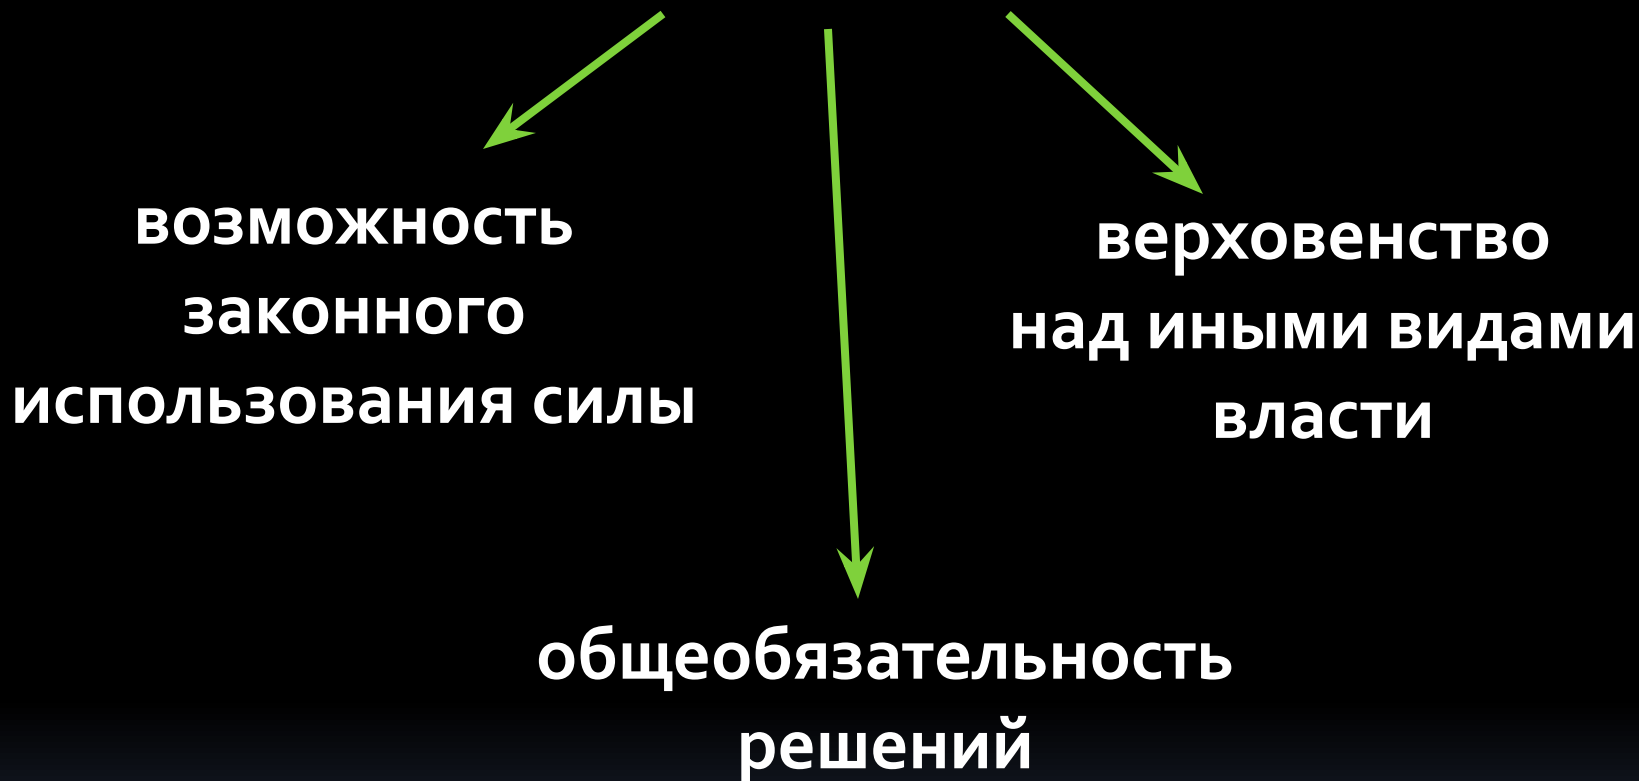 возможность
законного
использования силы
верховенство
над иными видами
власти
общеобязательность
решений